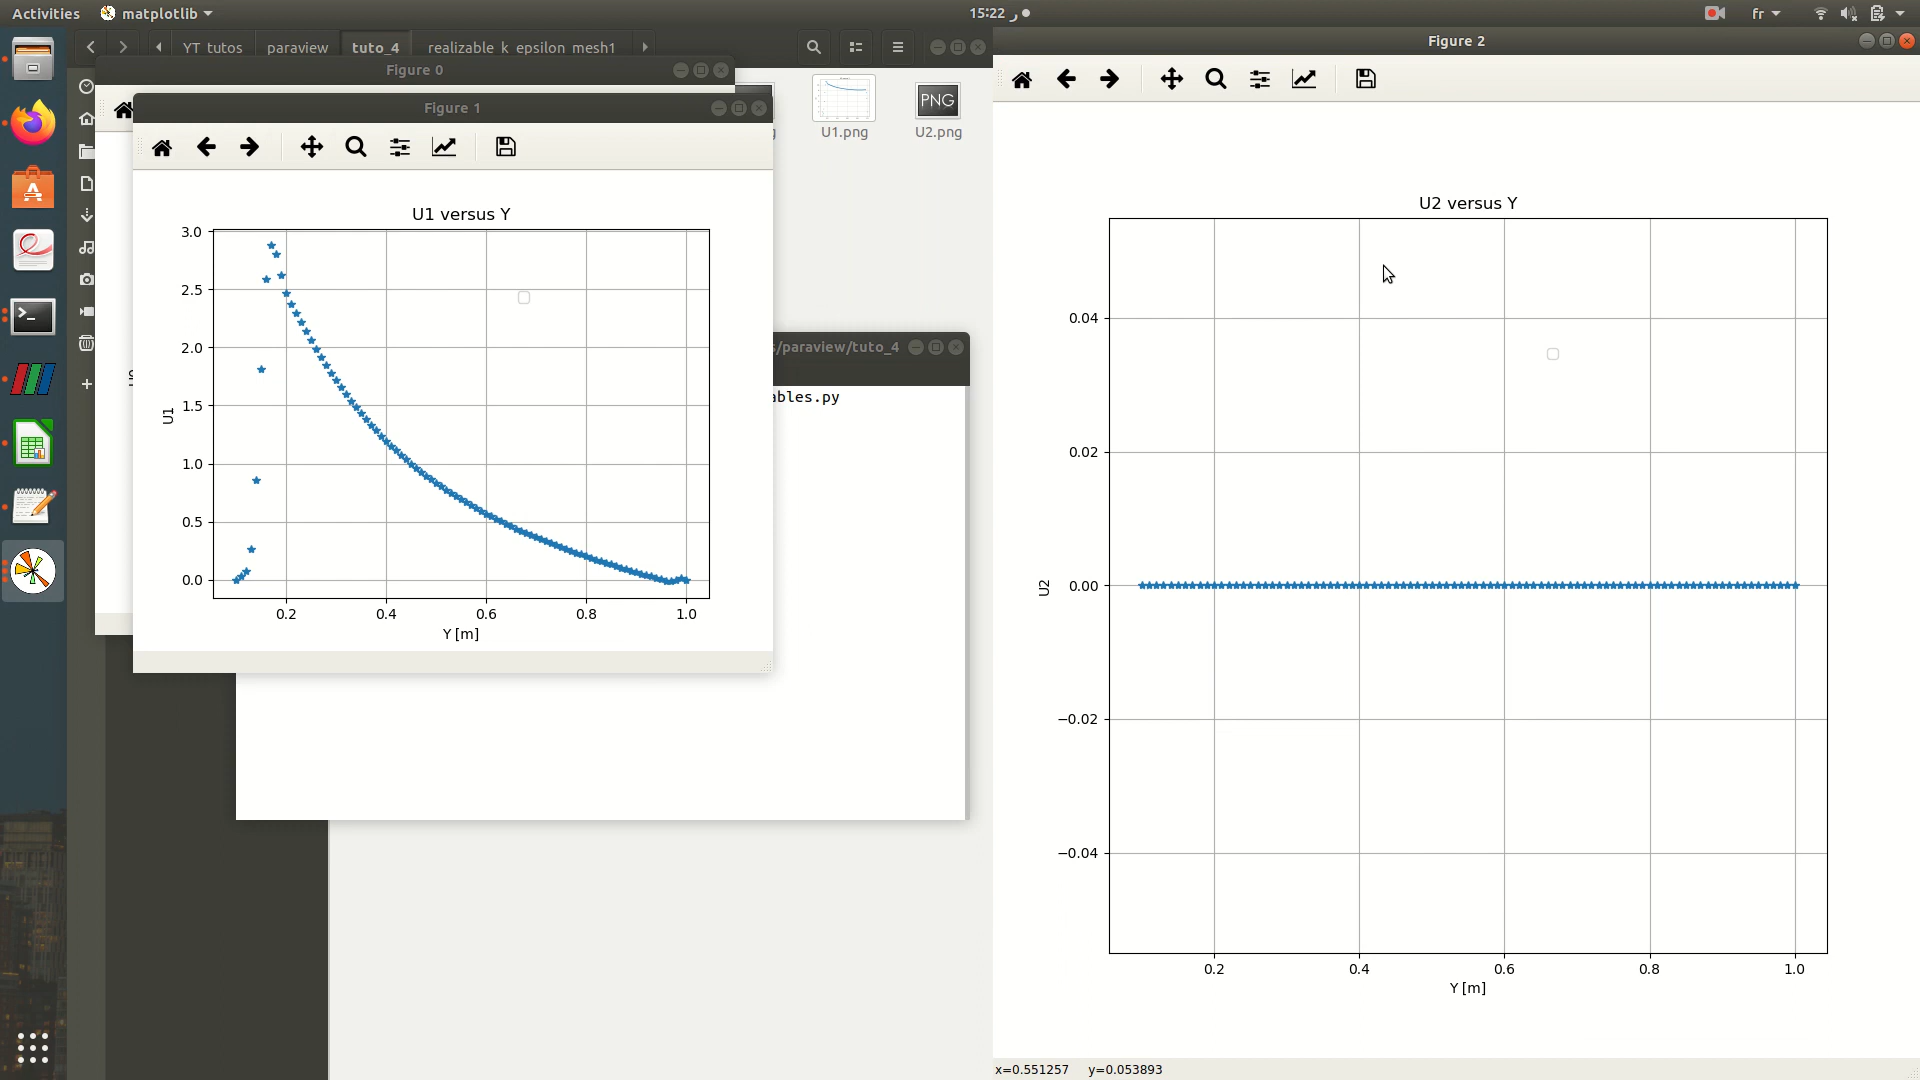 Activities
matplotlib
15:22 ر
fr
YT tutos
paraview
tuto_4
realizable k epsilon mesh1
Figure 0
Figure 1
Figure 2
PNG
U1.png
U2.png
s/paraview/tuto_4
ables.py
U1 versus Y
3.0
2.5
2.0
1.5
1.0
0.5
0.0
U1
0.2
0.4
0.6
0.8
1.0
Y [m]
U2 versus Y
0.04
0.02
0.00
−0.02
−0.04
U2
0.2
0.4
0.6
0.8
1.0
Y [m]
x=0.551257 y=0.053893